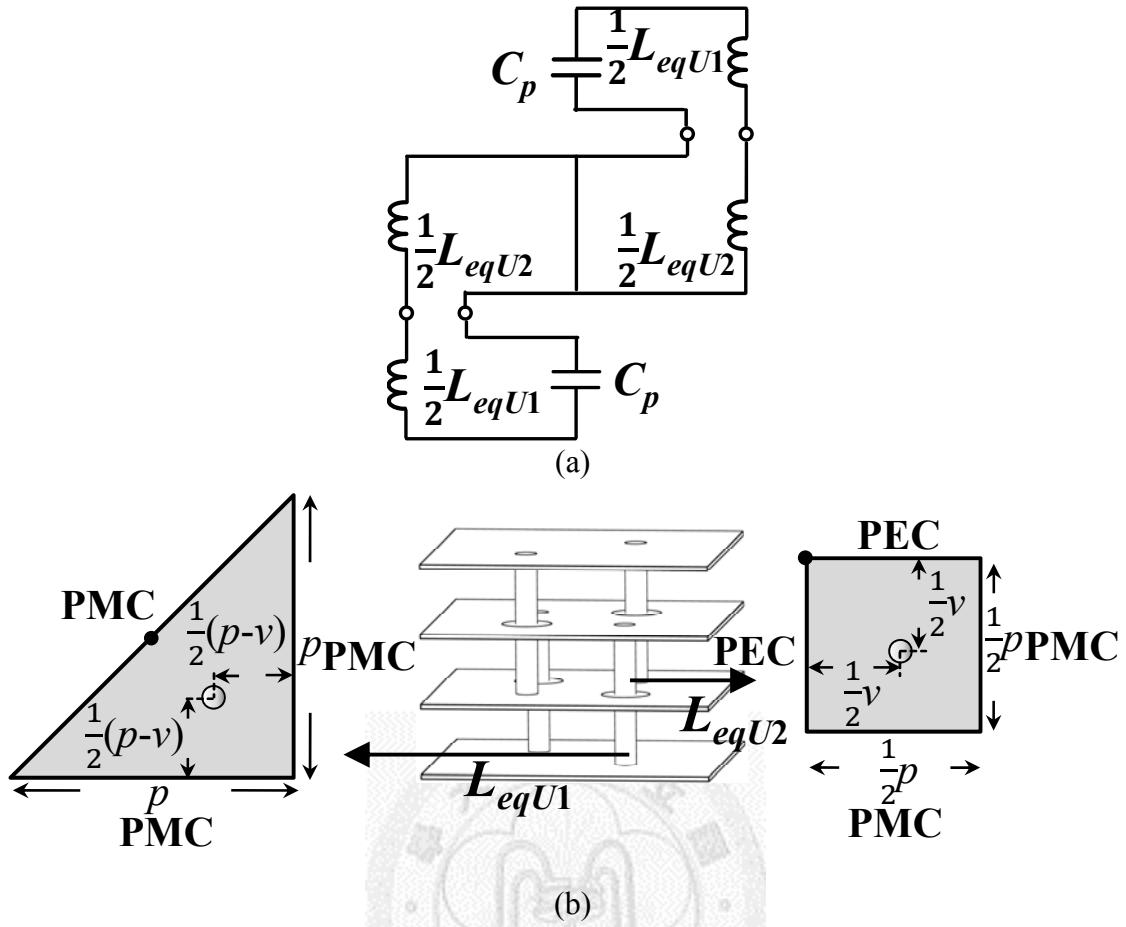 C_p
½L_eqU1
½L_eqU2
½L_eqU2
½L_eqU1
C_p
(a)
PMC
½(p-v)
½(p-v)
p
PMC
p
PMC
L_eqU1
L_eqU2
PEC
PEC
½v
½v
½p
PMC
½p
PMC
(b)